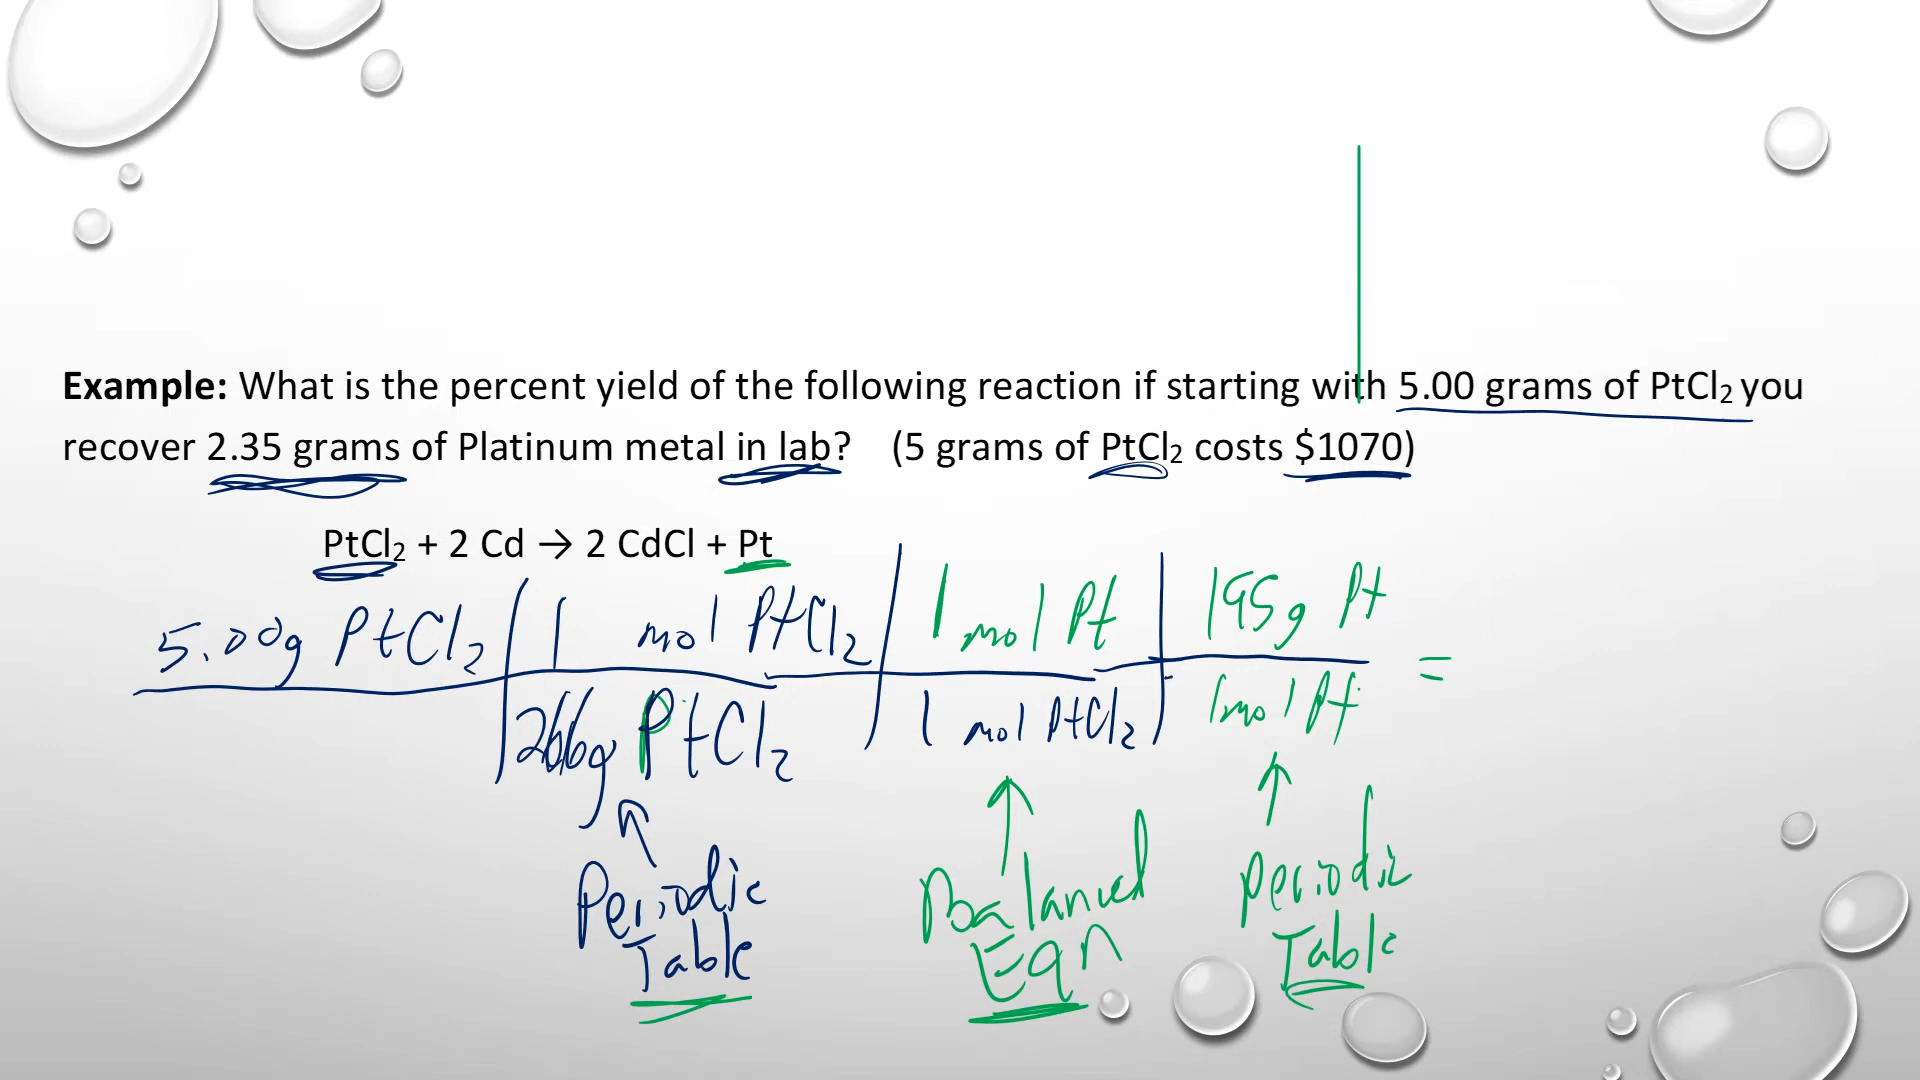 Example: What is the percent yield of the following reaction if starting with 5.00 grams of PtCl₂ you
recover 2.35 grams of Platinum metal in lab? (5 grams of PtCl₂ costs $1070)
PtCl₂ + 2 Cd → 2 CdCl + Pt
5.00g PtCl₂ 1 mol PtCl₂ 1 mol Pt 195g Pt =
266g PtCl₂ 1 mol PtCl₂ 1mol Pt
Periodic Balanced Periodic
Table Eqn Table